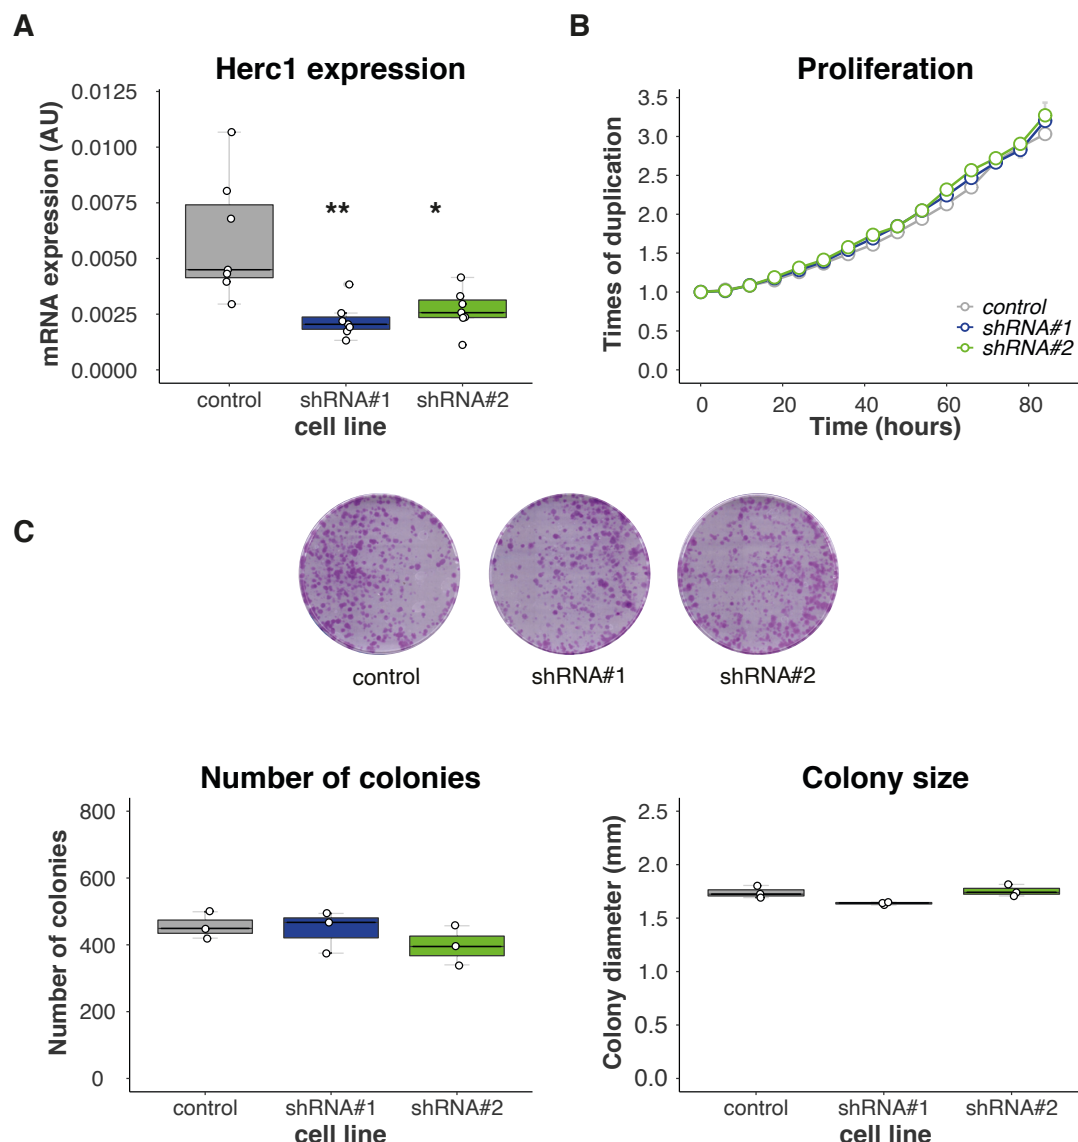 A
Herc1 expression
mRNA expression (AU)
0.0125
0.0100
0.0075
0.0050
0.0025
0.0000
**
*
control shRNA#1 shRNA#2
cell line
B
Proliferation
Times of duplication
3.5
3.0
2.5
2.0
1.5
1.0
0.5
0.0
control
shRNA#1
shRNA#2
0 20 40 60 80
Time (hours)
C
control shRNA#1 shRNA#2
Number of colonies
Number of colonies
800
600
400
200
0
control shRNA#1 shRNA#2
cell line
Colony size
Colony diameter (mm)
2.5
2.0
1.5
1.0
0.5
0.0
control shRNA#1 shRNA#2
cell line